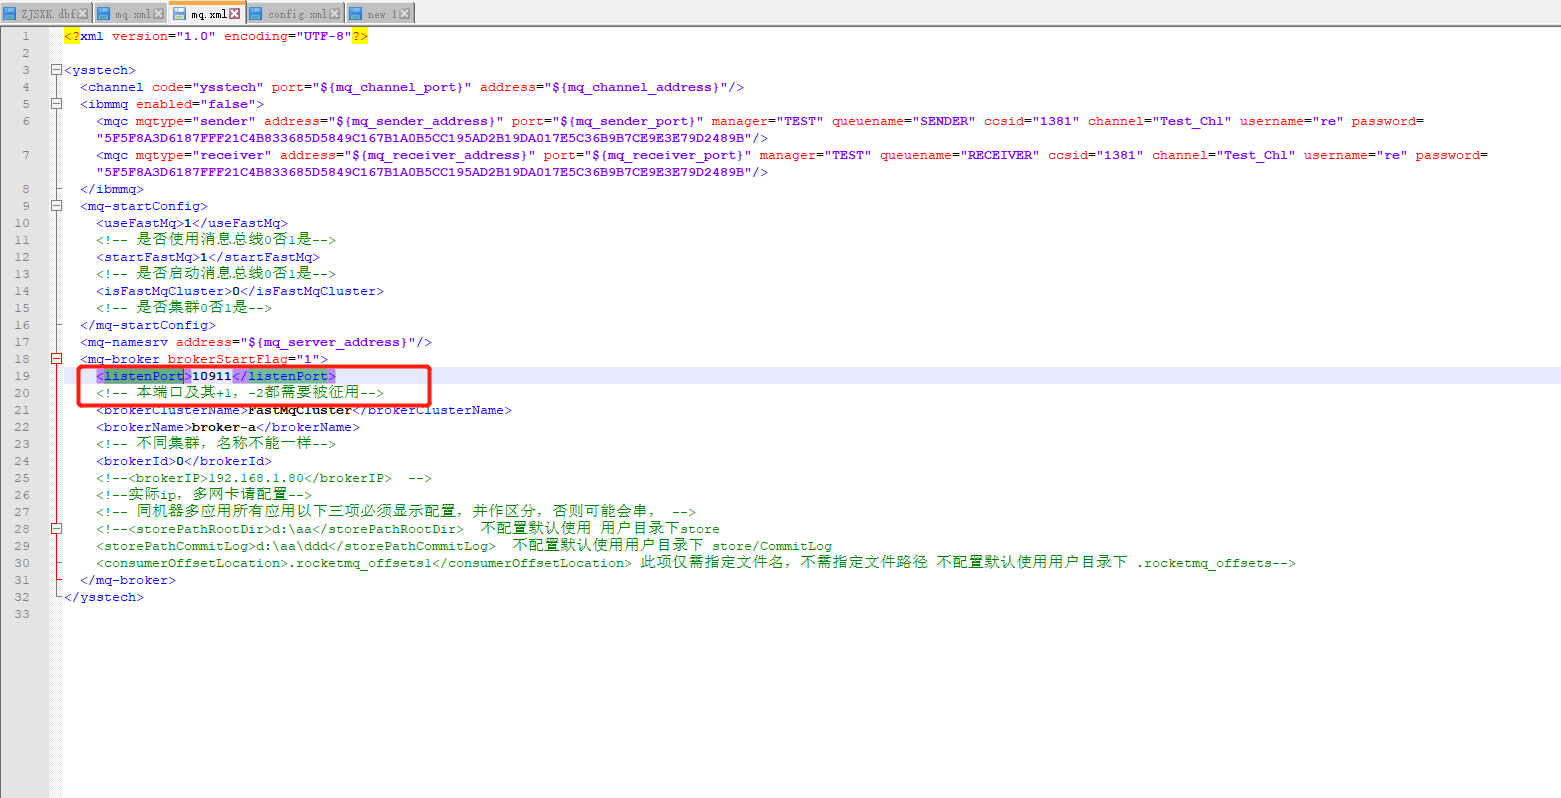 ZJSXK.dbf mq.xml mq.xml config.xml new 1
1 <?xml version="1.0" encoding="UTF-8"?>
2
3 <ysstech>
4 <channel code="ysstech" port="${mq_channel_port}" address="${mq_channel_address}"/>
5 <ibmmq enabled="false">
6 <mqc mqtype="sender" address="${mq_sender_address}" port="${mq_sender_port}" manager="TEST" queuename="SENDER" ccsid="1381" channel="Test_Chl" username="re" password=
"5F5F8A3D6187FFF21C4B833685D5849C167B1A0B5CC195AD2B19DA017E5C36B9B7CE9E3E79D2489B"/>
7 <mqc mqtype="receiver" address="${mq_receiver_address}" port="${mq_receiver_port}" manager="TEST" queuename="RECEIVER" ccsid="1381" channel="Test_Chl" username="re" password=
"5F5F8A3D6187FFF21C4B833685D5849C167B1A0B5CC195AD2B19DA017E5C36B9B7CE9E3E79D2489B"/>
8 </ibmmq>
9 <mq-startConfig>
10 <useFastMq>1</useFastMq>
11 <!-- 是否使用消息总线0否1是-->
12 <startFastMq>1</startFastMq>
13 <!-- 是否启动消息总线0否1是-->
14 <isFastMqCluster>0</isFastMqCluster>
15 <!-- 是否集群0否1是-->
16 </mq-startConfig>
17 <mq-namesrv address="${mq_server_address}"/>
18 <mq-broker brokerStartFlag="1">
19 <listenPort>10911</listenPort>
20 <!-- 本端口及其+1，-2都需要被征用-->
21 <brokerClusterName>FastMqCluster</brokerClusterName>
22 <brokerName>broker-a</brokerName>
23 <!-- 不同集群，名称不能一样-->
24 <brokerId>0</brokerId>
25 <!--<brokerIP>192.168.1.80</brokerIP> -->
26 <!--实际ip，多网卡请配置-->
27 <!-- 同机器多应用所有应用以下三项必须显示配置，并作区分，否则可能会串， -->
28 <!--<storePathRootDir>d:\aa</storePathRootDir> 不配置默认使用 用户目录下store
29 <storePathCommitLog>d:\aa\ddd</storePathCommitLog> 不配置默认使用用户目录下 store/CommitLog
30 <consumerOffsetLocation>.rocketmq_offsets1</consumerOffsetLocation> 此项仅需指定文件名，不需指定文件路径 不配置默认使用用户目录下 .rocketmq_offsets-->
31 </mq-broker>
32 </ysstech>
33